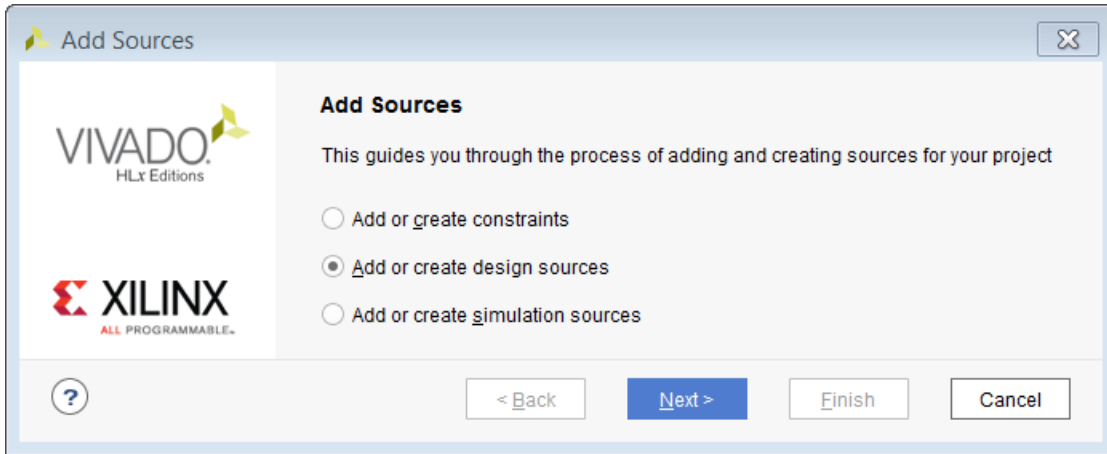 Add Sources
VIVADO.
HLx Editions
XILINX
ALL PROGRAMMABLE™
Add Sources
This guides you through the process of adding and creating sources for your project
Add or create constraints
Add or create design sources
Add or create simulation sources
?
< Back
Next >
Finish
Cancel